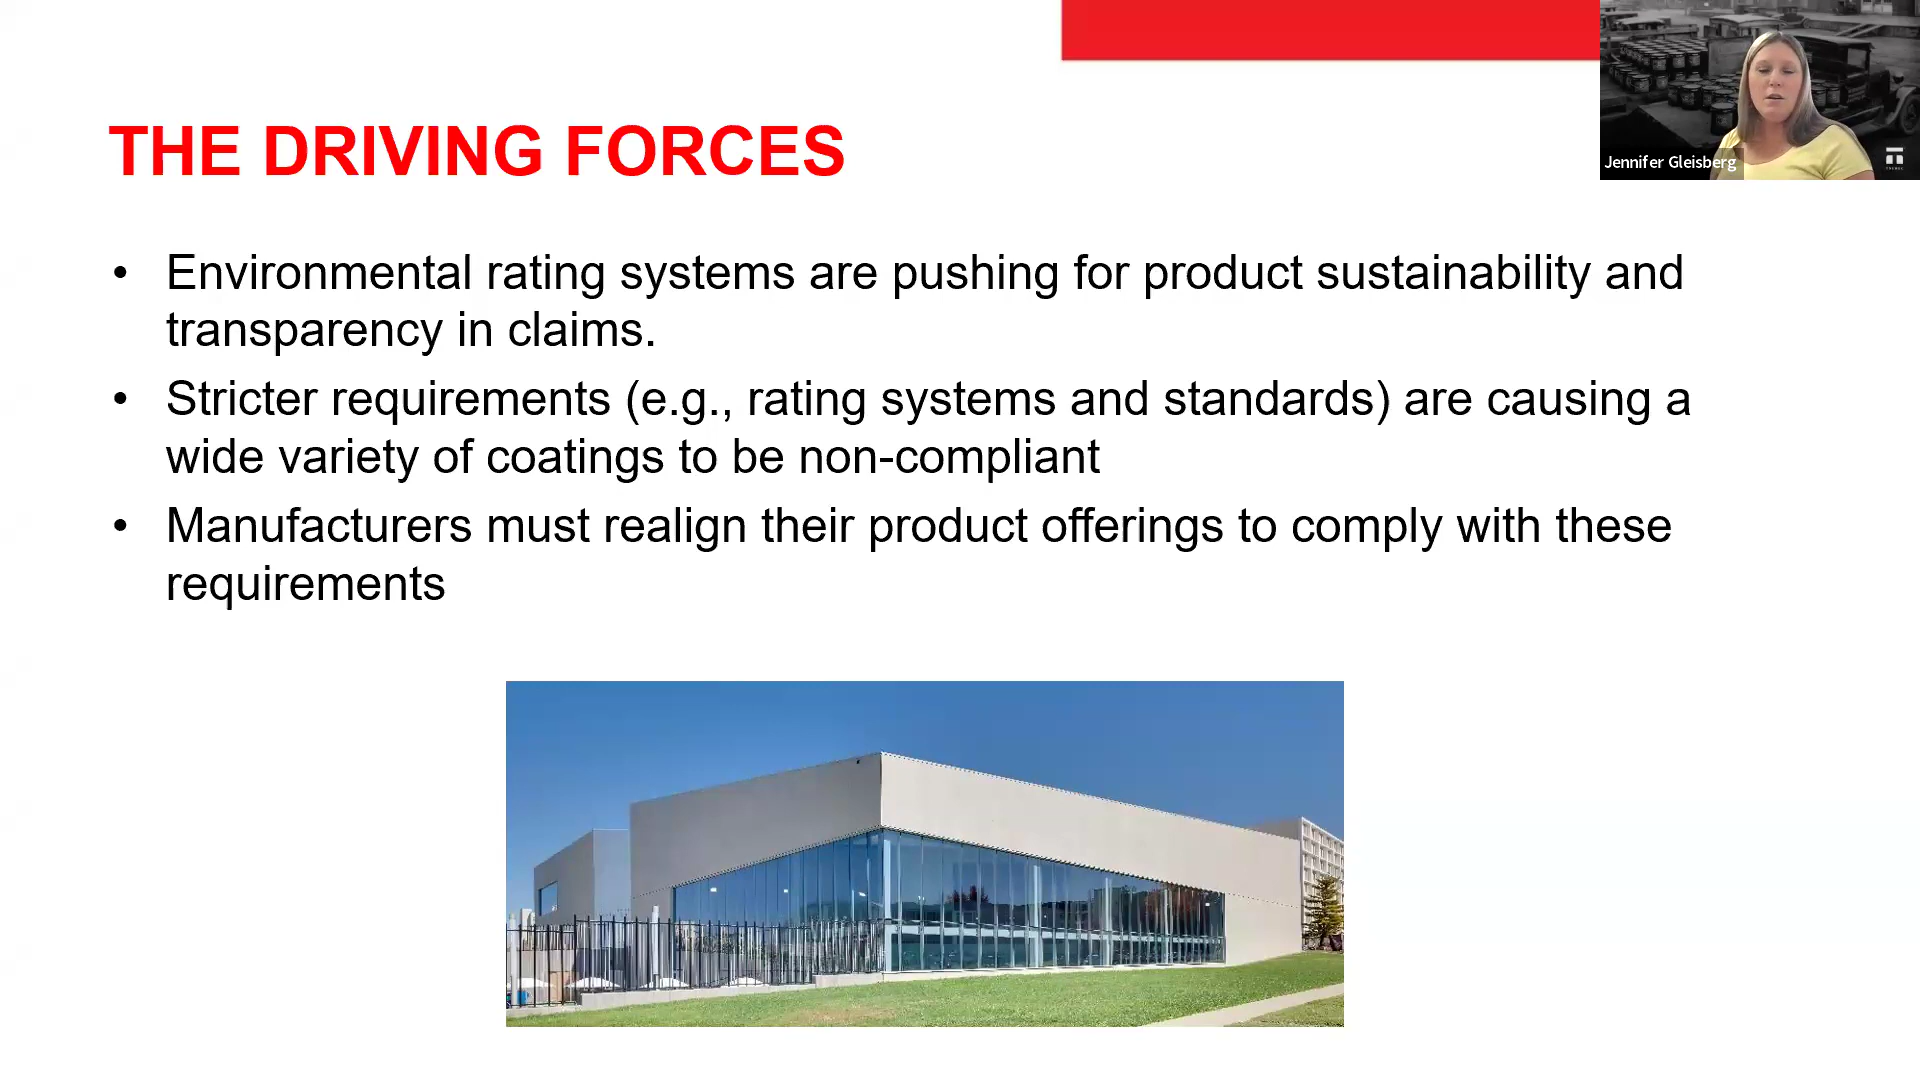 THE DRIVING FORCES
Jennifer Gleisberg
• Environmental rating systems are pushing for product sustainability and
transparency in claims.
• Stricter requirements (e.g., rating systems and standards) are causing a
wide variety of coatings to be non-compliant
• Manufacturers must realign their product offerings to comply with these
requirements